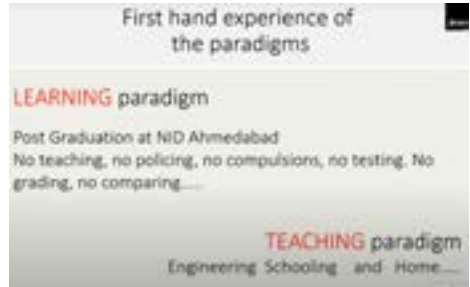 First hand experience of
the paradigms
LEARNING paradigm
Post Graduation at NID Ahmedabad
No teaching, no policing, no compulsions, no testing. No
grading, no comparing.....
TEACHING paradigm
Engineering Schooling and Home.....